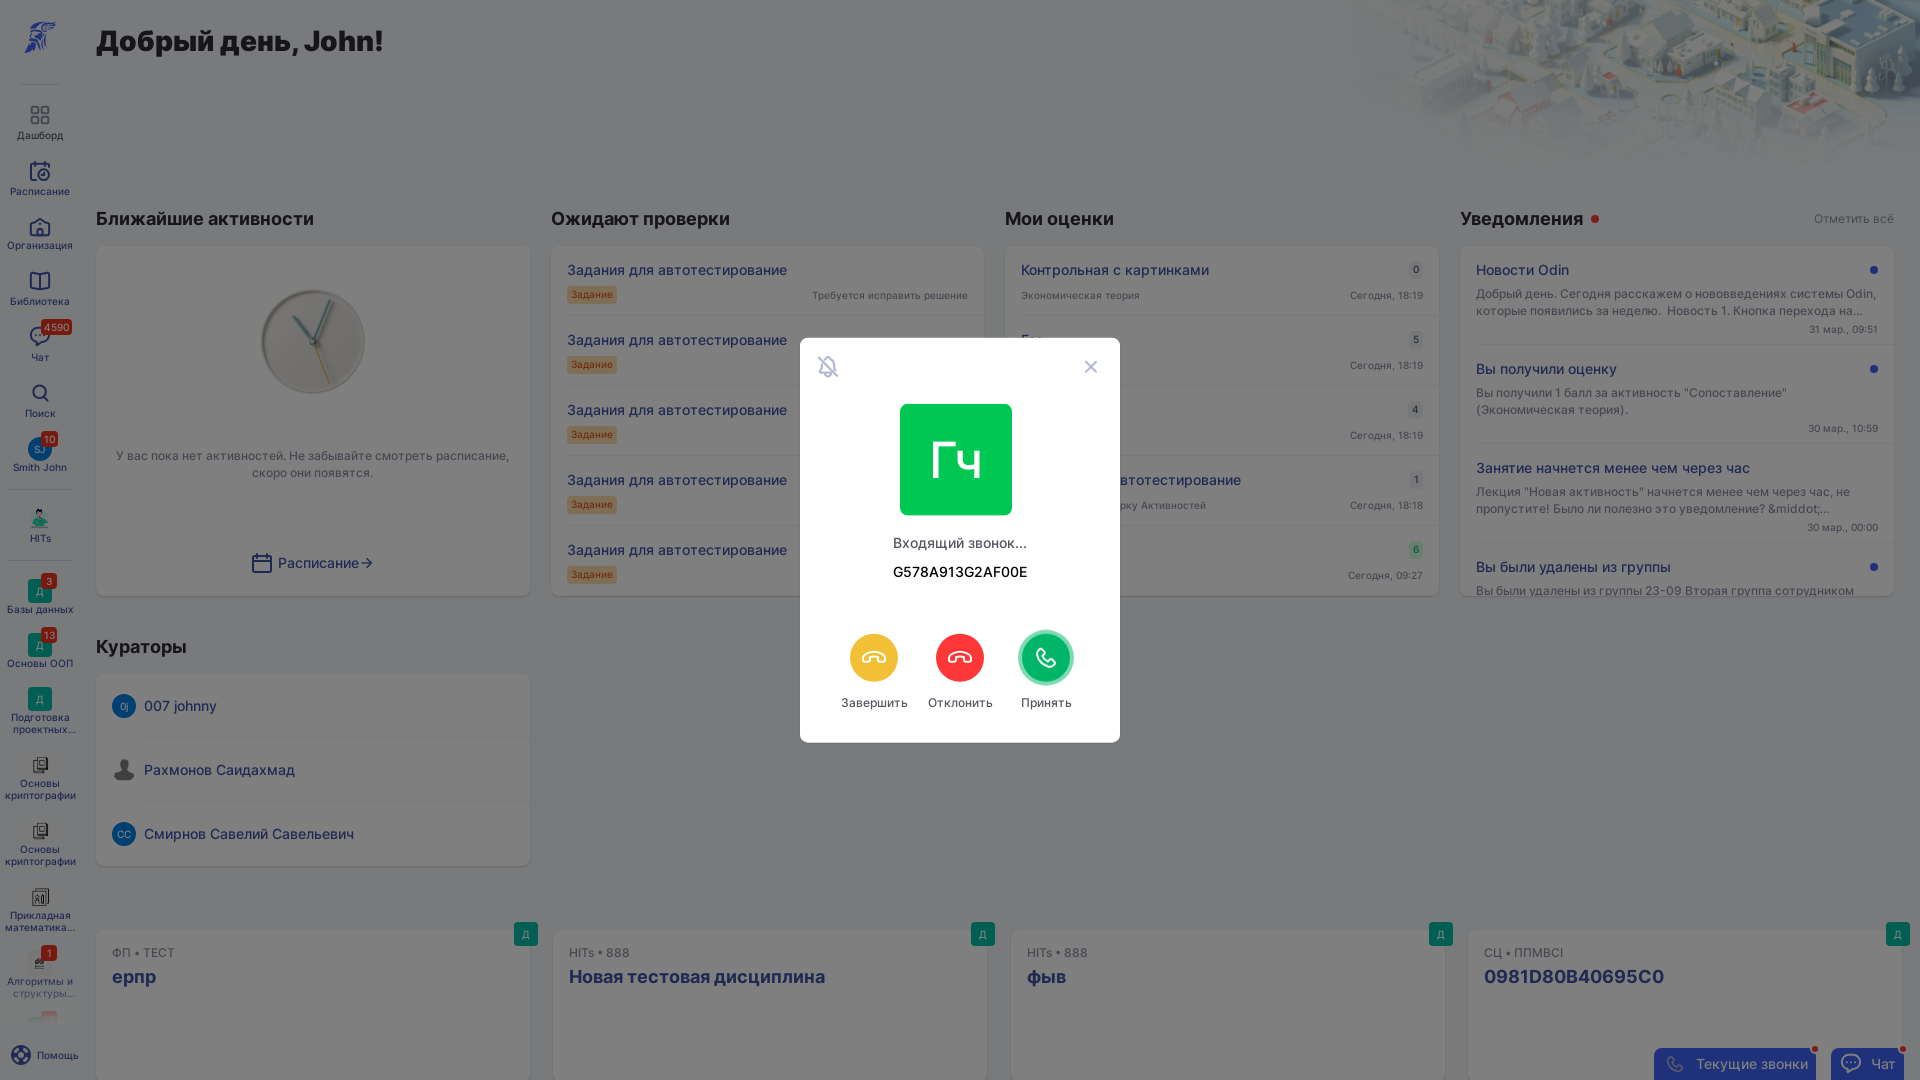 Добрый день, John!
Дашборд
Расписание
Организация
Библиотека
4590
Чат
Поиск
10
SJ
Smith John
HITs
3
Д
Базы данных
13
Д
Основы ООП
Д
Подготовка
проектных...
Основы
криптографии
Основы
криптографии
Прикладная
математика...
1
Алгоритмы и
структуры...
Помощь
Ближайшие активности
У вас пока нет активностей. Не забывайте смотреть расписание,
скоро они появятся.
Расписание
Ожидают проверки
Задания для автотестирование
Задание
Требуется исправить решение
Задания для автотестирование
Задание
Задания для автотестирование
Задание
Задания для автотестирование
Задание
Задания для автотестирование
Задание
Мои оценки
Контрольная с картинками
0
Экономическая теория
Сегодня, 18:19
5
Сегодня, 18:19
4
Сегодня, 18:19
втотестирование
1
рку Активностей
Сегодня, 18:18
6
Сегодня, 09:27
Уведомления
Отметить всё
Новости Odin
Добрый день. Сегодня расскажем о нововведениях системы Odin,
которые появились за неделю. Новость 1. Кнопка перехода на...
31 мар., 09:51
Вы получили оценку
Вы получили 1 балл за активность "Сопоставление"
(Экономическая теория).
30 мар., 10:59
Занятие начнется менее чем через час
Лекция "Новая активность" начнется менее чем через час, не
пропустите! Было ли полезно это уведомление? &middot;...
30 мар., 00:00
Вы были удалены из группы
Вы были удалены из группы 23-09 Вторая группа сотрудником
Гч
Входящий звонок...
G578A913G2AF00E
Завершить
Отклонить
Принять
Кураторы
0j
007 johnny
Рахмонов Саидахмад
СС
Смирнов Савелий Савельевич
Д
ФП • ТЕСТ
ерпр
Д
HITs • 888
Новая тестовая дисциплина
Д
HITs • 888
фыв
Д
СЦ • ППМВСІ
0981D80B40695C0
Текущие звонки
Чат